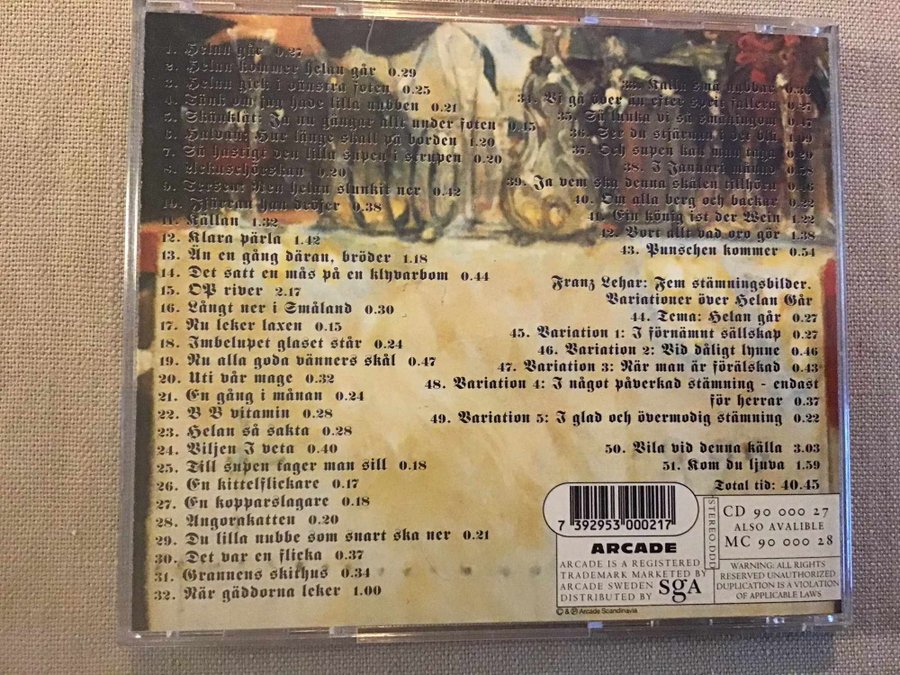 1. Helan går 0.27
2. Helan kommer helan går 0.29
3. Helan gick i vänstra foten 0.25
4. Tänk om jag hade lilla nubben 0.21
5. Skånklåt: Ja nu gångar allt under foten 0.45
6. Halvan: Hur länge skall på borden 1.20
7. Så hastigt den lilla supen i strupen 0.20
8. 0.20
9. Tersen: Ren helan slunkit ner 0.42
10. Fjärran han dröjer 0.38
11. Källan 1.32
12. Klara pärla 1.42
13. Än en gång däran, bröder 1.18
14. Det satt en mås på en klyvarbom 0.44
15. OP river 2.17
16. Långt ner i Småland 0.30
17. Nu leker laxen 0.15
18. Imbelupet glaset står 0.24
19. Nu alla goda vänners skål 0.47
20. Uti vår mage 0.32
21. En gång i månan 0.24
22. B B vitamin 0.28
23. Helan så sakta 0.28
24. Viljen I veta 0.40
25. Till supen tager man sill 0.18
26. En kittelflickare 0.17
27. En kopparslagare 0.18
28. Angorakatten 0.20
29. Du lilla nubbe som snart ska ner 0.21
30. Det var en flicka 0.37
31. Grannens skithus 0.34
32. När gäddorna leker 1.00
33. Kalla små nubbar
34. Vi gå över ån efter sprit falleri
35. Så lunka vi så småningom 0.47
36. Ser du stjärnan i det blå
37. Och supen kan man taga
38. I Januari månad
39. Ja vem ska denna skålen tillhöra
40. Om alla berg och backar 0.22
41. Ein könig ist der Wein 1.22
42. Bort allt vad oro gör 1.38
43. Punschen kommer 0.54
Franz Lehar: Fem stämningsbilder.
Variationer över Helan Går
44. Tema: Helan går 0.27
45. Variation 1: I förnämnt sällskap 0.27
46. Variation 2: Vid dåligt lynne 0.46
47. Variation 3: När man är förälskad 0.43
48. Variation 4: I något påverkad stämning - endast
för herrar 0.37
49. Variation 5: I glad och övermodig stämning 0.22
50. Vila vid denna källa 3.03
51. Kom du ljuva 1.59
Total tid: 40.45
7 392953 000217
ARCADE
ARCADE IS A REGISTERED
TRADEMARK MARKETED BY
ARCADE SWEDEN
DISTRIBUTED BY SGA
© & ℗ Arcade Scandinavia
STEREO DDD
CD 90 000 27
ALSO AVALIBLE
MC 90 000 28
WARNING: ALL RIGHTS
RESERVED UNAUTHORIZED
DUPLICATION IS A VIOLATION
OF APPLICABLE LAWS